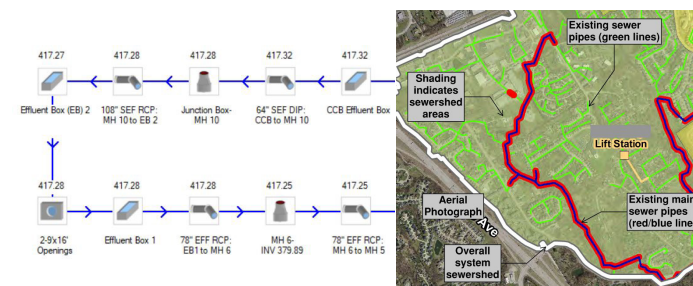 417.27 417.28 417.28 417.32 417.32
Effluent Box (EB) 2 108" SEF RCP: Junction Box- 64" SEF DIP: CCB Effluent Box
MH 10 to EB 2 MH 10 CCB to MH 10
417.28 417.28 417.28 417.25 417.25
2-9'x16' Effluent Box 1 78" EFF RCP: MH 6- 78" EFF RCP:
Openings EB1 to MH 6 INV 379.89 MH 6 to MH 5
Existing sewer
pipes (green lines)
Shading
indicates
sewershed
areas
Lift Station
Aerial
Photograph
Ave
Existing main
sewer pipes
(red/blue line
Overall
system
sewershed